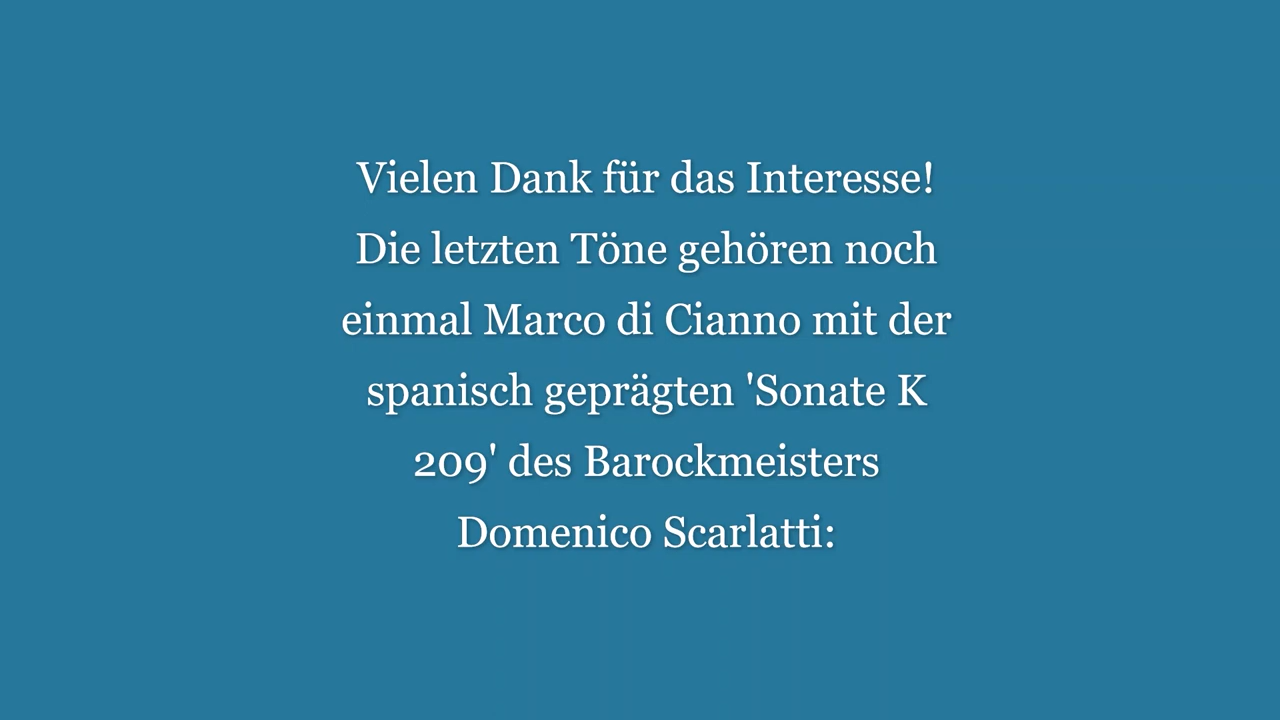 Vielen Dank für das Interesse!
Die letzten Töne gehören noch
einmal Marco di Cianno mit der
spanisch geprägten 'Sonate K
209' des Barockmeisters
Domenico Scarlatti: